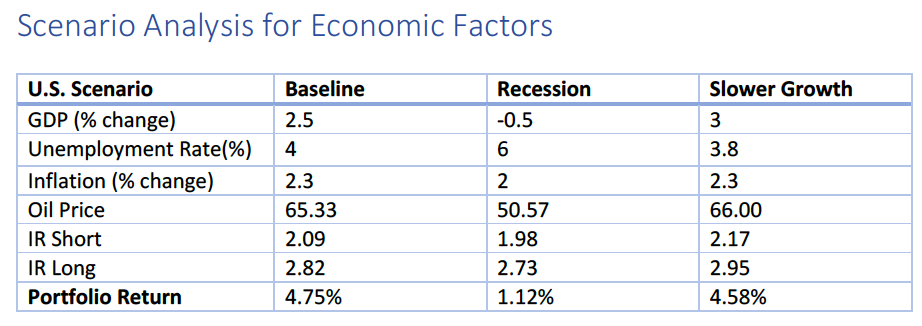 Scenario Analysis for Economic Factors
U.S. Scenario Baseline Recession Slower Growth
GDP (% change) 2.5 -0.5 3
Unemployment Rate(%) 4 6 3.8
Inflation (% change) 2.3 2 2.3
Oil Price 65.33 50.57 66.00
IR Short 2.09 1.98 2.17
IR Long 2.82 2.73 2.95
Portfolio Return 4.75% 1.12% 4.58%